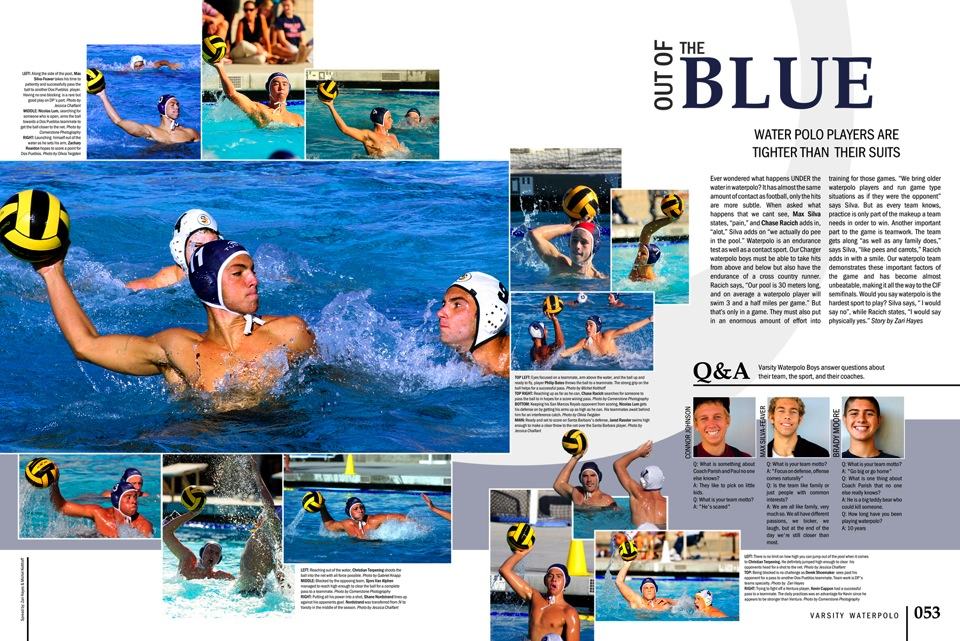 LEFT: Along the side of the pool, Max
Silva-Feaver takes his time to
patiently and successfully pass the
ball to another Dos Pueblos player.
Having no one blocking is a rare but
good play on DP's part. Photo by
Jessica Chalfant
MIDDLE: Nicolas Lum, searching for
someone who is open, arms the ball
towards a Dos Pueblos teammate to
get the ball closer to the net. Photo by
Cornerstone Photography
RIGHT: Launching himself out of the
water as he sets his arm, Zachary
Reardon hopes to score a point for
Dos Pueblos. Photo by Olivia Twigden
OUT OF
THE
BLUE
WATER POLO PLAYERS ARE
TIGHTER THAN THEIR SUITS
Ever wondered what happens UNDER the
water in waterpolo? It has almost the same
amount of contact as football, only the hits
are more subtle. When asked what
happens that we cant see, Max Silva
states, "pain," and Chase Racich adds in,
"alot," Silva adds on "we actually do pee
in the pool." Waterpolo is an endurance
test as well as a contact sport. Our Charger
waterpolo boys must be able to take hits
from above and below but also have the
endurance of a cross country runner.
Racich says, "Our pool is 30 meters long,
and on average a waterpolo player will
swim 3 and a half miles per game." But
that's only in a game. They must also put
in an enormous amount of effort into
training for those games. "We bring older
waterpolo players and run game type
situations as if they were the opponent"
says Silva. But as every team knows,
practice is only part of the makeup a team
needs in order to win. Another important
part to the game is teamwork. The team
gets along "as well as any family does,"
says Silva, "like pees and carrots," Racich
adds in with a smile. Our waterpolo team
demonstrates these important factors of
the game and has become almost
unbeatable, making it all the way to the CIF
semifinals. Would you say waterpolo is the
hardest sport to play? Silva says, "I would
say no", while Racich states, "I would say
physically yes." Story by Zari Hayes
TOP LEFT: Eyes focused on a teammate, arm above the water, and the ball up and
ready to fly, player Philip Bates throws the ball to a teammate. The strong grip on the
ball helps for a successful pass. Photo by Michel Nolthoff
TOP RIGHT: Reaching up as far as he can, Chase Racich searches for someone to
pass the ball to in hopes for a score wining pass. Photo by Cornerstone Photography
BOTTOM: Keeping his San Marcos Royals opponent from scoring, Nicolas Lum gets
his defense on by getting his arms up as high as he can. His teammates await behind
him for an interference catch. Photo by Olivia Twigden
MAIN: Ready and set to score on Santa Barbara's defense, Jared Rassler swims high
enough to make a clear throw to the net over the Santa Barbara player. Photo by
Jessica Chalfant
Q&A
Varsity Waterpolo Boys answer questions about
their team, the sport, and their coaches.
CONNOR JOHNSON
Q: What is something about
Coach Parish and Paul no one
else knows?
A: They like to pick on little
kids.
Q: What is your team motto?
A: "He's scared"
MAX SILVA-FEAVER
Q: What is your team motto?
A: "Focus on defense, offense
comes naturally"
Q: Is the team like family or
just people with common
interests?
A: We are all like family, very
much so. We all have different
passions, we bicker, we
laugh, but at the end of the
day we're still closer than
most.
BRADY MOORE
Q: What is your team motto?
A: "Go big or go home"
Q: What is one thing about
Coach Parish that no one
else really knows?
A: He is a big teddy bear who
could kill someone.
Q: How long have you been
playing waterpolo?
A: 10 years
LEFT: Reaching out of the water, Christian Terpening shoots the
ball into the net with all force possible. Photo by Gabriel Knapp
MIDDLE: Blocked by the opposing team, Sjors Van Alphen
managed to reach high enough to rise the ball for a complete
pass to a teammate. Photo by Cornerstone Photography
RIGHT: Putting all his power into a shot, Shane Nordstrand lines up
against his opponents goal. Nordstrand was transferred from JV to
Varsity in the middle of the season. Photo by Jessica Chalfant
LEFT: There is no limit on how high you can jump out of the pool when it comes
to Christian Terpening. He definitely jumped high enough to clear his
opponents head for a shot to the net. Photo by Jessica Chalfant
TOP: Being blocked is no challenge as Derek Shoemaker uses past his
opponent for a pass to another Dos Pueblos teammate. Team work is DP's
teams specialty. Photo by Zari Hayes
RIGHT: Trying to fight off a Ventura player, Kevin Cappon had a successful
pass to a teammate. The daily practices was an advantage for Kevin since he
appears to be stronger than Ventura. Photo by Cornerstone Photography
Spread by: Zari Hayes & Michel Nolthoff
VARSITY WATERPOLO
053